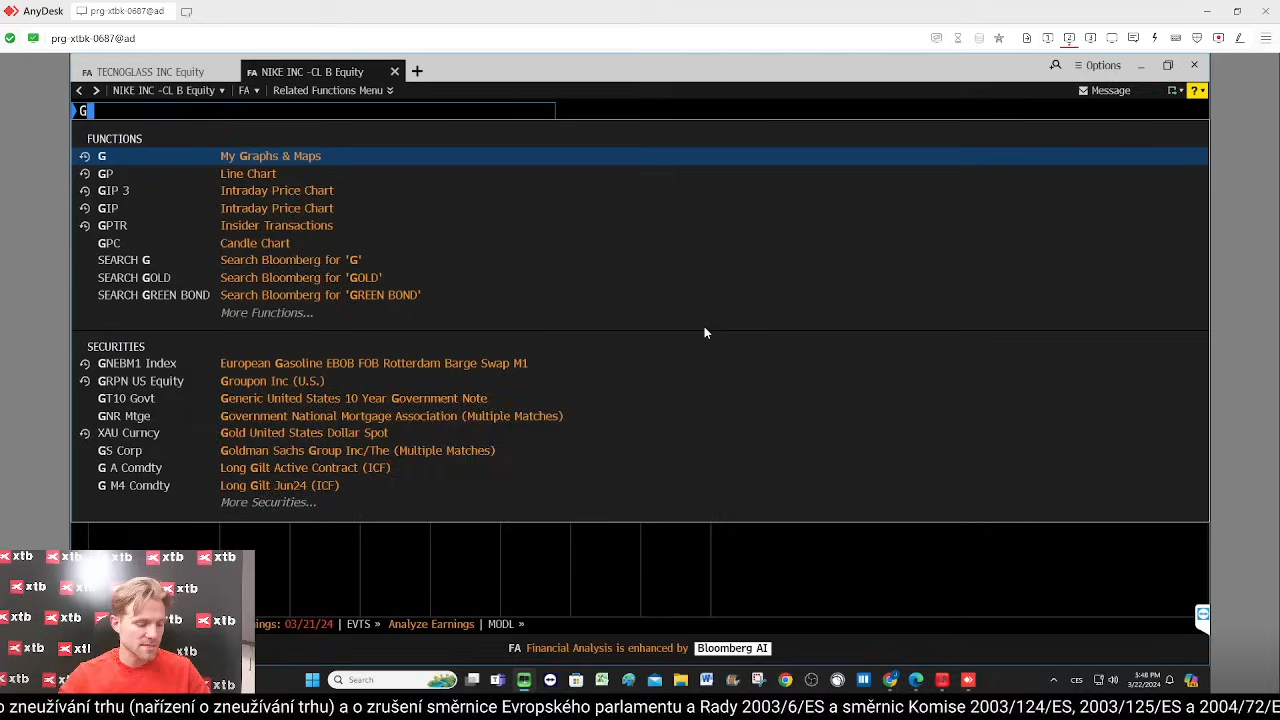 AnyDesk prg-xtbk-0687@ad
prg-xtbk-0687@ad
FA TECNOGLASS INC Equity FA NIKE INC -CL B Equity
Options
NIKE INC -CL B Equity FA Related Functions Menu Message ?
G
FUNCTIONS
G My Graphs & Maps
GP Line Chart
GIP 3 Intraday Price Chart
GIP Intraday Price Chart
GPTR Insider Transactions
GPC Candle Chart
SEARCH G Search Bloomberg for 'G'
SEARCH GOLD Search Bloomberg for 'GOLD'
SEARCH GREEN BOND Search Bloomberg for 'GREEN BOND'
More Functions...
SECURITIES
GNEBM1 Index European Gasoline EBOB FOB Rotterdam Barge Swap M1
GRPN US Equity Groupon Inc (U.S.)
GT10 Govt Generic United States 10 Year Government Note
GNR Mtge Government National Mortgage Association (Multiple Matches)
XAU Curncy Gold United States Dollar Spot
GS Corp Goldman Sachs Group Inc/The (Multiple Matches)
G A Comdty Long Gilt Active Contract (ICF)
G M4 Comdty Long Gilt Jun24 (ICF)
More Securities...
ings: 03/21/24 | EVTS » Analyze Earnings | MODL »
FA Financial Analysis is enhanced by Bloomberg AI
xtb xtb xtb xtb
Search
CES 5:48 PM
3/22/2024
o zneužívání trhu (nařízení o zneužívání trhu) a o zrušení směrnice Evropského parlamentu a Rady 2003/6/ES a směrnic Komise 2003/124/ES, 2003/125/ES a 2004/72/E